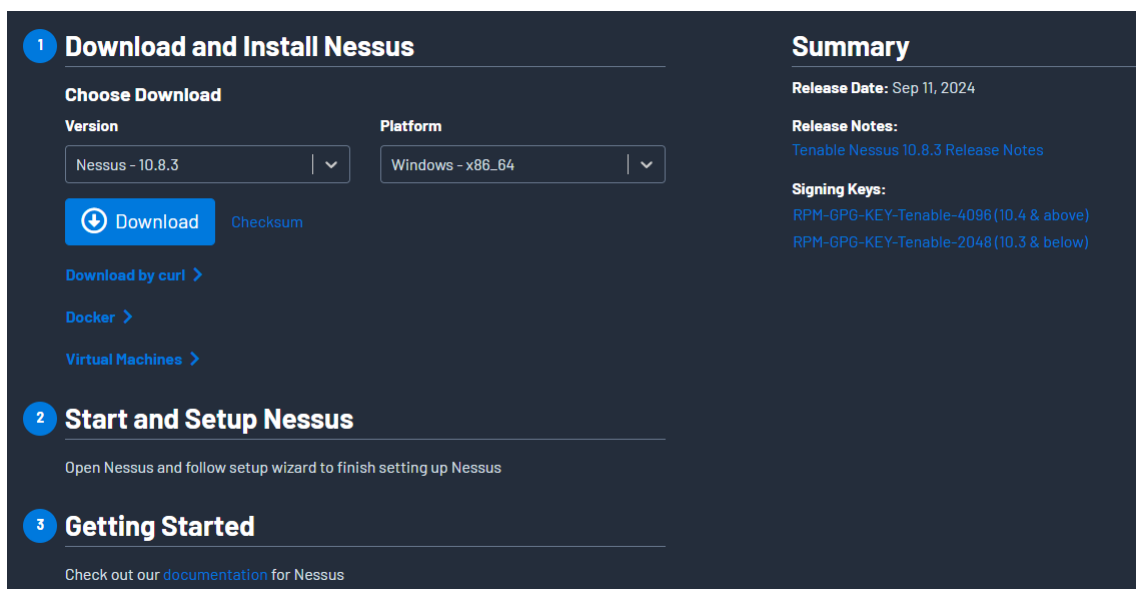 1
Download and Install Nessus
Choose Download
Version
Platform
Nessus - 10.8.3
Windows - x86_64
Download
Checksum
Download by curl
Docker
Virtual Machines
2
Start and Setup Nessus
Open Nessus and follow setup wizard to finish setting up Nessus
3
Getting Started
Check out our documentation for Nessus
Summary
Release Date: Sep 11, 2024
Release Notes:
Tenable Nessus 10.8.3 Release Notes
Signing Keys:
RPM-GPG-KEY-Tenable-4096 (10.4 & above)
RPM-GPG-KEY-Tenable-2048 (10.3 & below)